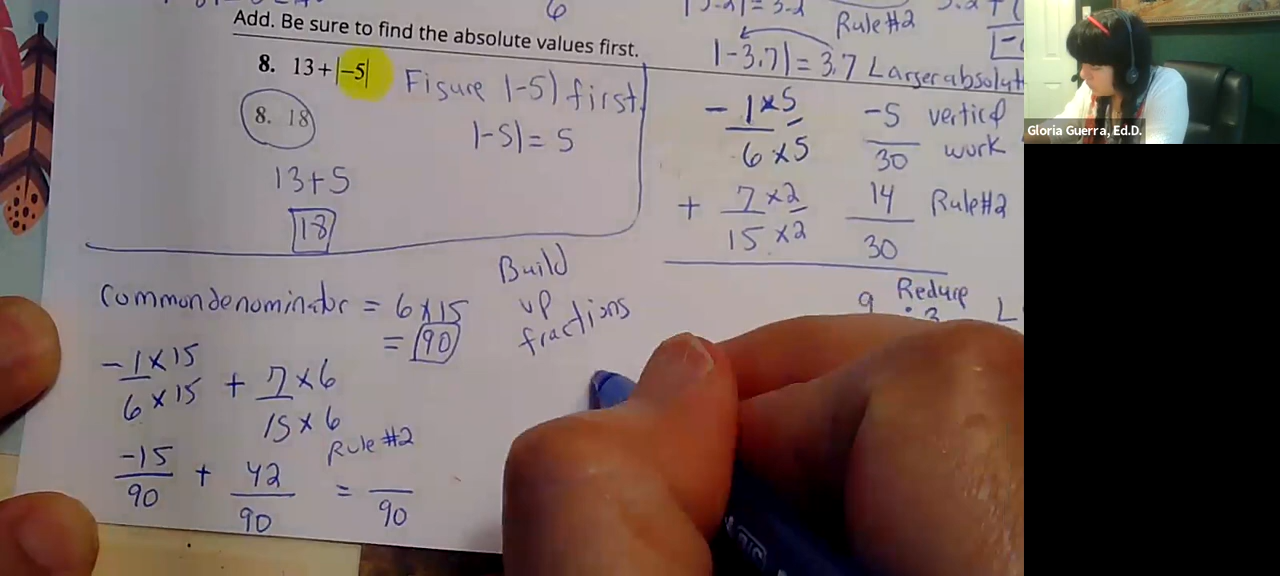 Add. Be sure to find the absolute values first.
8. 13+|–5|
Figure |-5| first
8. 18
|-5| = 5
13+5
18
6
Rule #2
|-3.7| = 3.7 Larger absolut
- 1×5
6×5
-5
30
vertical
work
+ 7×2
15×2
14
30
Rule #2
9 Reduce
Common denominator = 6×15
= 90
Build
up
fractions
-1×15
6×15
+ 7×6
15×6
Rule #2
-15
90
+ 42
90
=
90
Gloria Guerra, Ed.D.